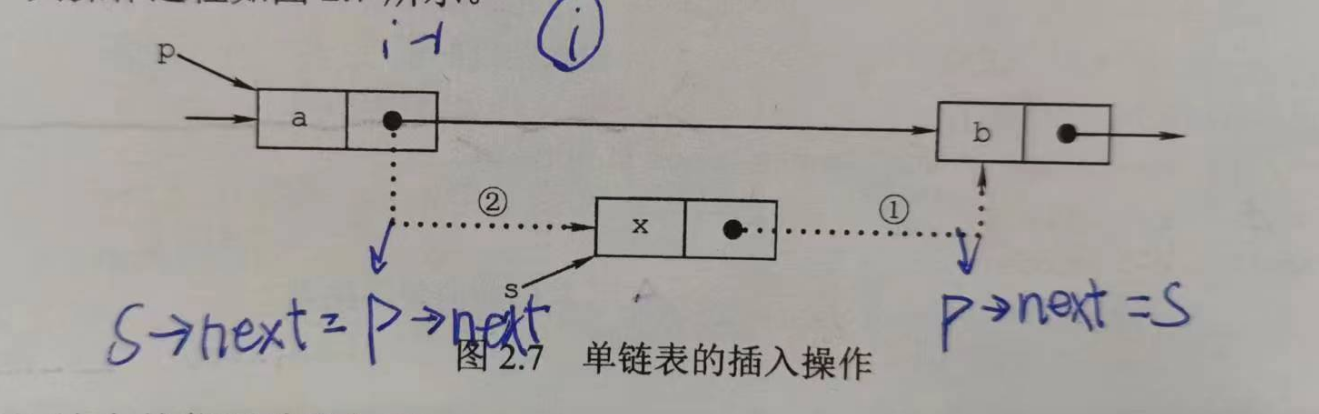 i-1 i
p
a b
② ①
x
s
s→next=p→next p→next=s
图 2.7 单链表的插入操作